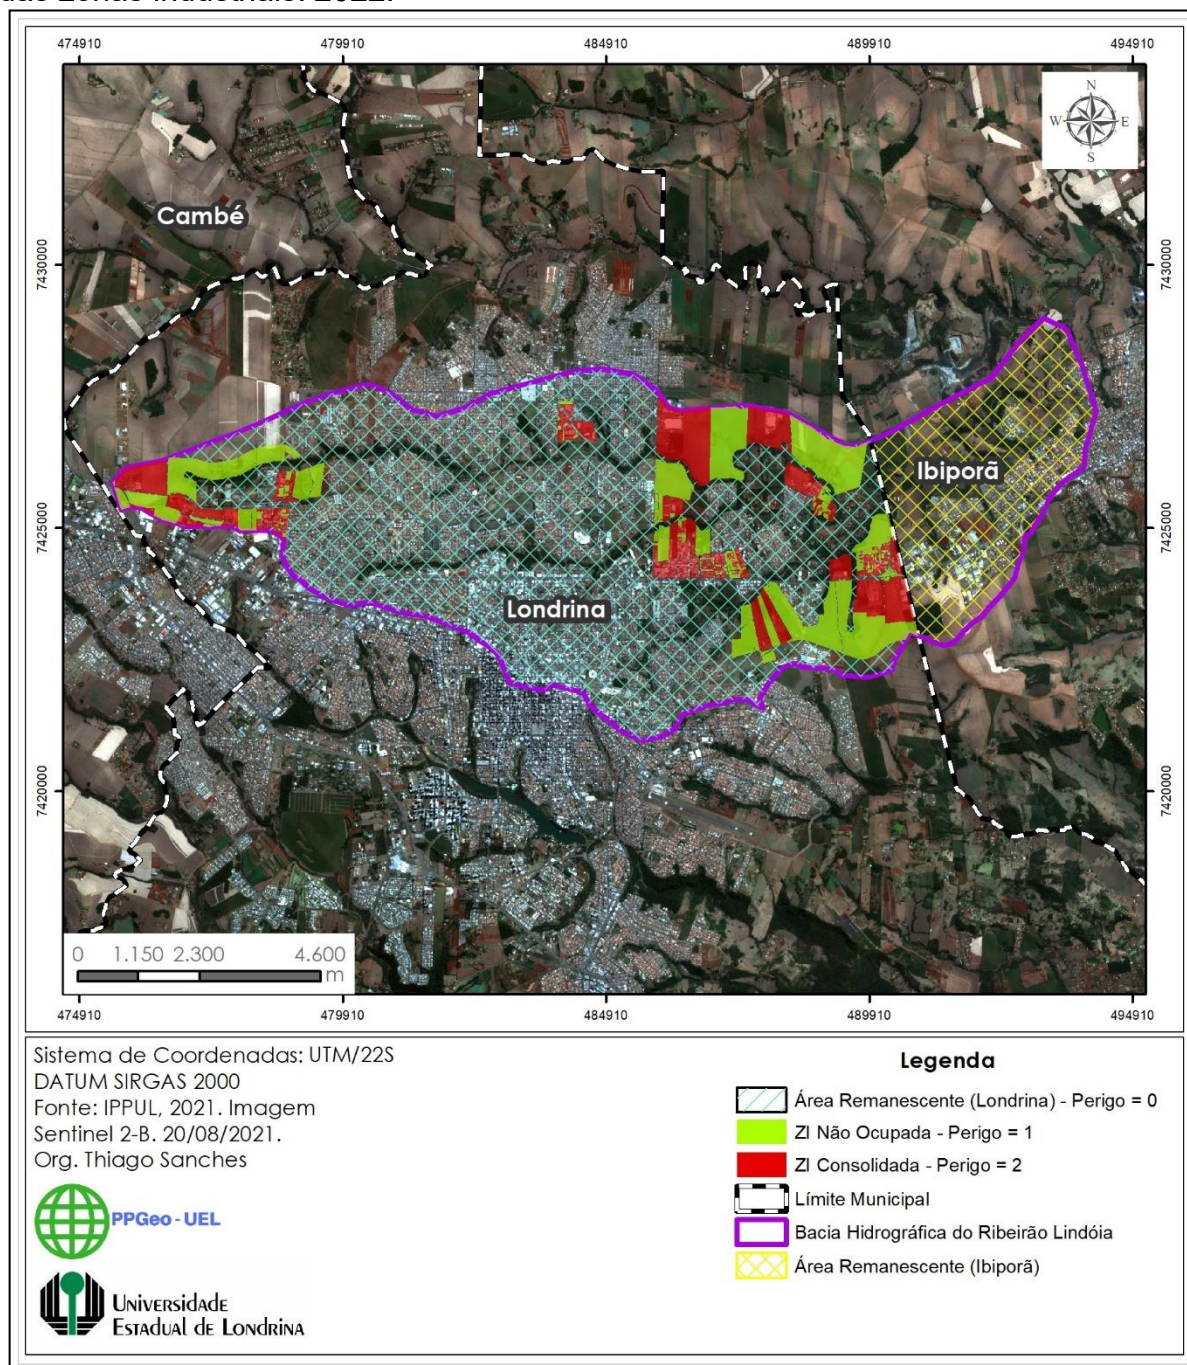 das zonas industriais. 2022.
474910 479910 484910 489910 494910
N
W E
S
Cambé
7430000 7430000
Ibiporã
7425000 7425000
Londrina
7420000 7420000
0 1.150 2.300 4.600
m
474910 479910 484910 489910 494910
Sistema de Coordenadas: UTM/22S
DATUM SIRGAS 2000
Fonte: IPPUL, 2021. Imagem
Sentinel 2-B. 20/08/2021.
Org. Thiago Sanches
PPGeo - UEL
UNIVERSIDADE
ESTADUAL DE LONDRINA
Legenda
Área Remanescente (Londrina) - Perigo = 0
ZI Não Ocupada - Perigo = 1
ZI Consolidada - Perigo = 2
Límite Municipal
Bacia Hidrográfica do Ribeirão Lindóia
Área Remanescente (Ibiporã)